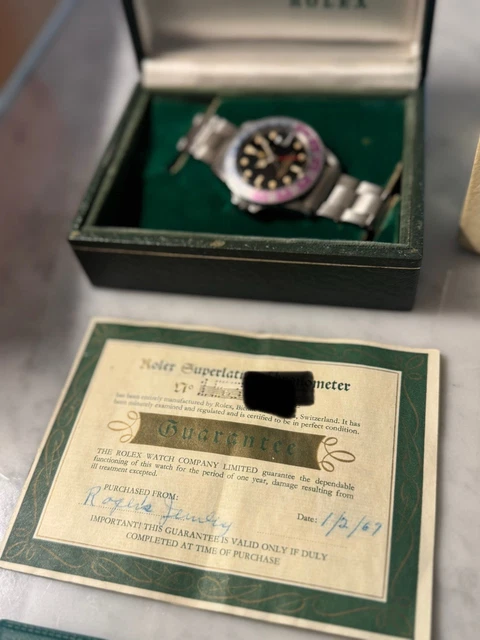 ROLEX
Rolex Superlative meter
No
has been entirely manufactured by Rolex, Switzerland. It has
been minutely examined and regulated and is certified to be in perfect condition.
Guarantee
THE ROLEX WATCH COMPANY LIMITED guarantee the dependable
functioning of this watch for the period of one year, damage resulting from
ill treatment excepted.
PURCHASED FROM:
Rogers Jewelry
Date: 1/2/69
IMPORTANT! THIS GUARANTEE IS VALID ONLY IF DULY
COMPLETED AT TIME OF PURCHASE